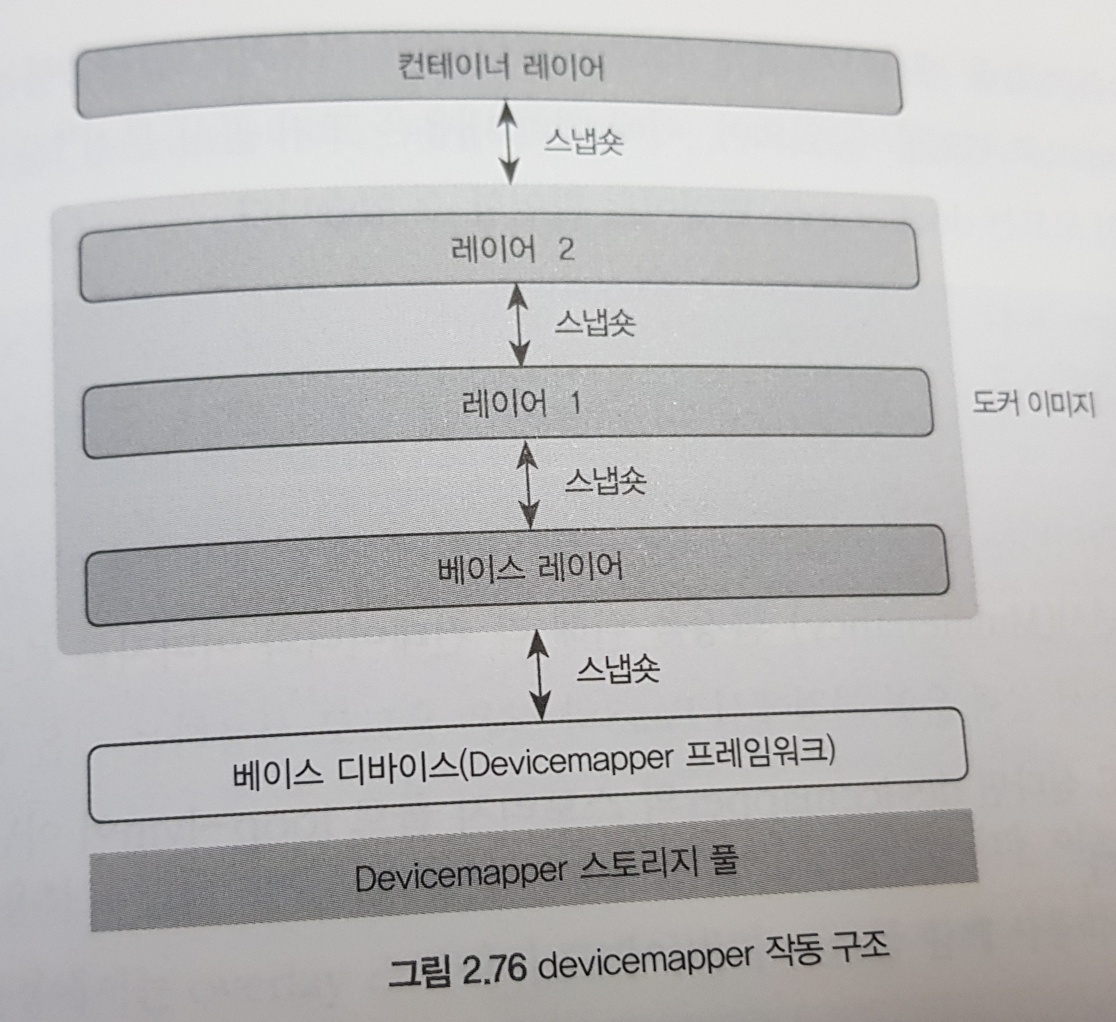 컨테이너 레이어
스냅숏
레이어 2
스냅숏
레이어 1
도커 이미지
스냅숏
베이스 레이어
스냅숏
베이스 디바이스(Devicemapper 프레임워크)
Devicemapper 스토리지 풀
그림 2.76 devicemapper 작동 구조